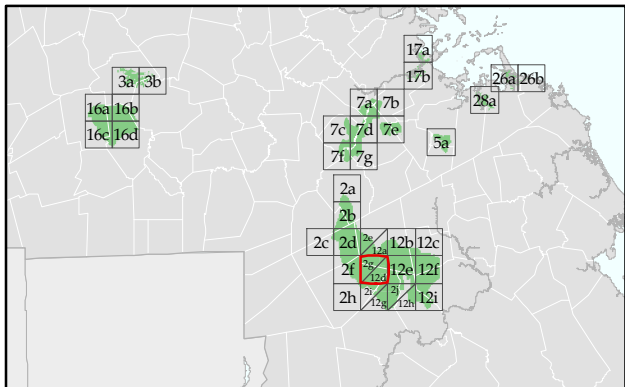 17a
17b
26a 26b
28a
3a 3b
16a 16b
16c 16d
7a 7b
7c 7d 7e
7f 7g
5a
2a
2b
2c 2d 2e 12a 12b 12c
2f 2g 12d 12e 12f
2h 2i 12g 2j 12h 12i